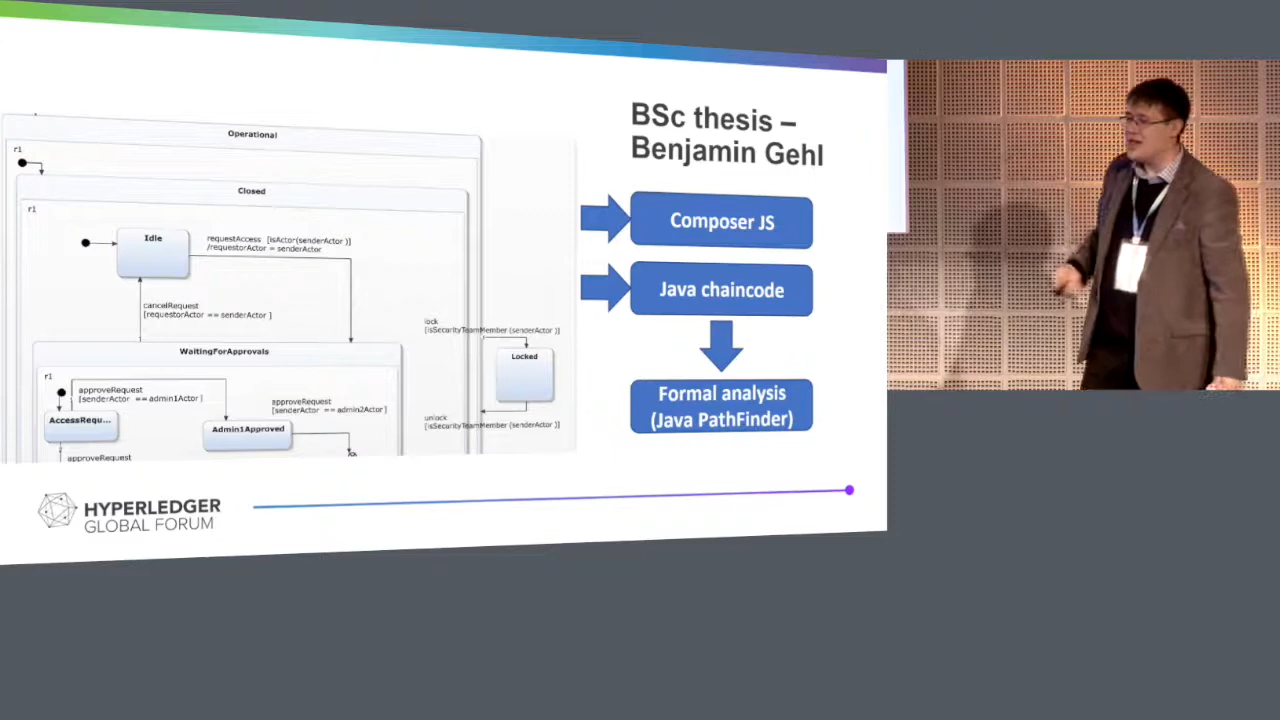 Operational
r1
Closed
r1
Idle
requestAccess [isActor(senderActor )]
/requestorActor = senderActor
cancelRequest
[requestorActor == senderActor ]
WaitingForApprovals
r1
approveRequest
[senderActor == admin1Actor ]
AccessRequ...
approveRequest
[senderActor == admin2Actor ]
Admin1Approved
approveRequest
lock
[isSecurityTeamMember (senderActor )]
Locked
unlock
[isSecurityTeamMember (senderActor )]
BSc thesis –
Benjamin Gehl
Composer JS
Java chaincode
Formal analysis
(Java PathFinder)
HYPERLEDGER
GLOBAL FORUM